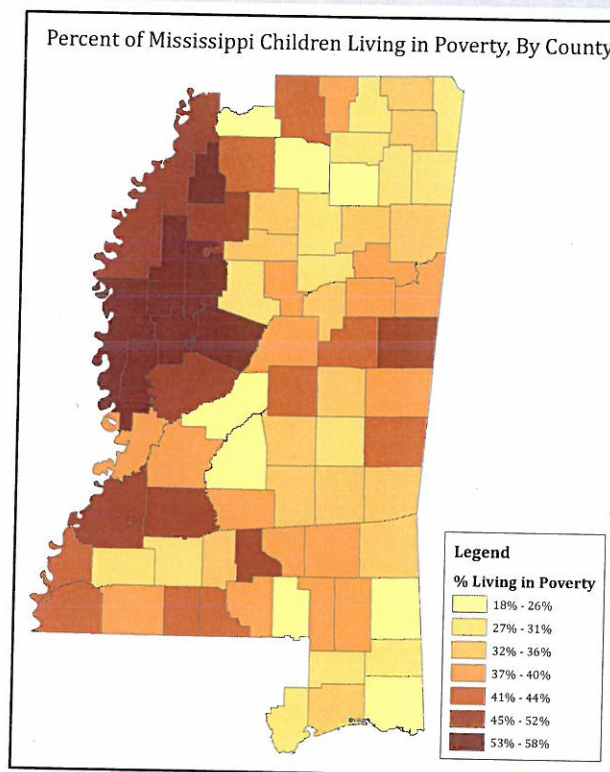 Percent of Mississippi Children Living in Poverty, By County
Legend
% Living in Poverty
18% - 26%
27% - 31%
32% - 36%
37% - 40%
41% - 44%
45% - 52%
53% - 58%